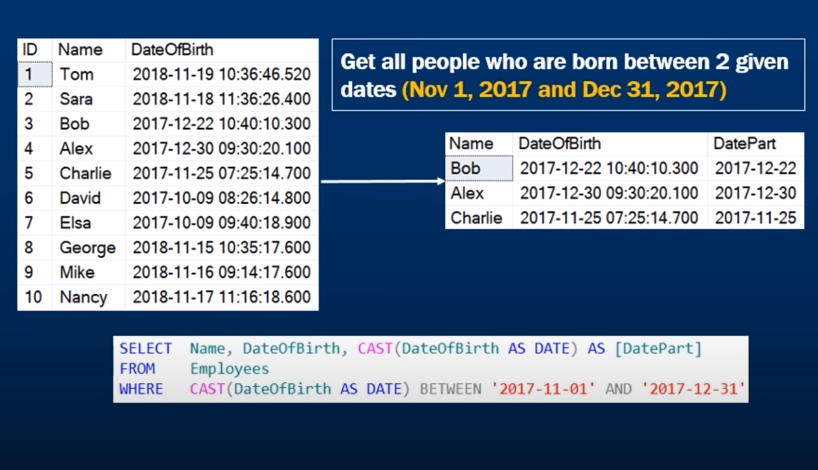 ID Name DateOfBirth
1 Tom 2018-11-19 10:36:46.520
2 Sara 2018-11-18 11:36:26.400
3 Bob 2017-12-22 10:40:10.300
4 Alex 2017-12-30 09:30:20.100
5 Charlie 2017-11-25 07:25:14.700
6 David 2017-10-09 08:26:14.800
7 Elsa 2017-10-09 09:40:18.900
8 George 2018-11-15 10:35:17.600
9 Mike 2018-11-16 09:14:17.600
10 Nancy 2018-11-17 11:16:18.600
Get all people who are born between 2 given
dates (Nov 1, 2017 and Dec 31, 2017)
Name DateOfBirth DatePart
Bob 2017-12-22 10:40:10.300 2017-12-22
Alex 2017-12-30 09:30:20.100 2017-12-30
Charlie 2017-11-25 07:25:14.700 2017-11-25
SELECT Name, DateOfBirth, CAST(DateOfBirth AS DATE) AS [DatePart]
FROM Employees
WHERE CAST(DateOfBirth AS DATE) BETWEEN '2017-11-01' AND '2017-12-31'